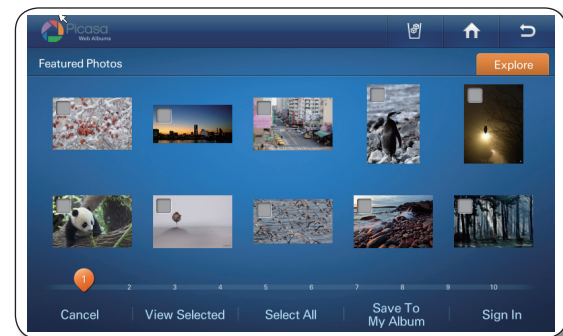 Picasa
Web Albums
Featured Photos
Explore
1 2 3 4 5 6 7 8 9 10
Cancel
View Selected
Select All
Save To
My Album
Sign In